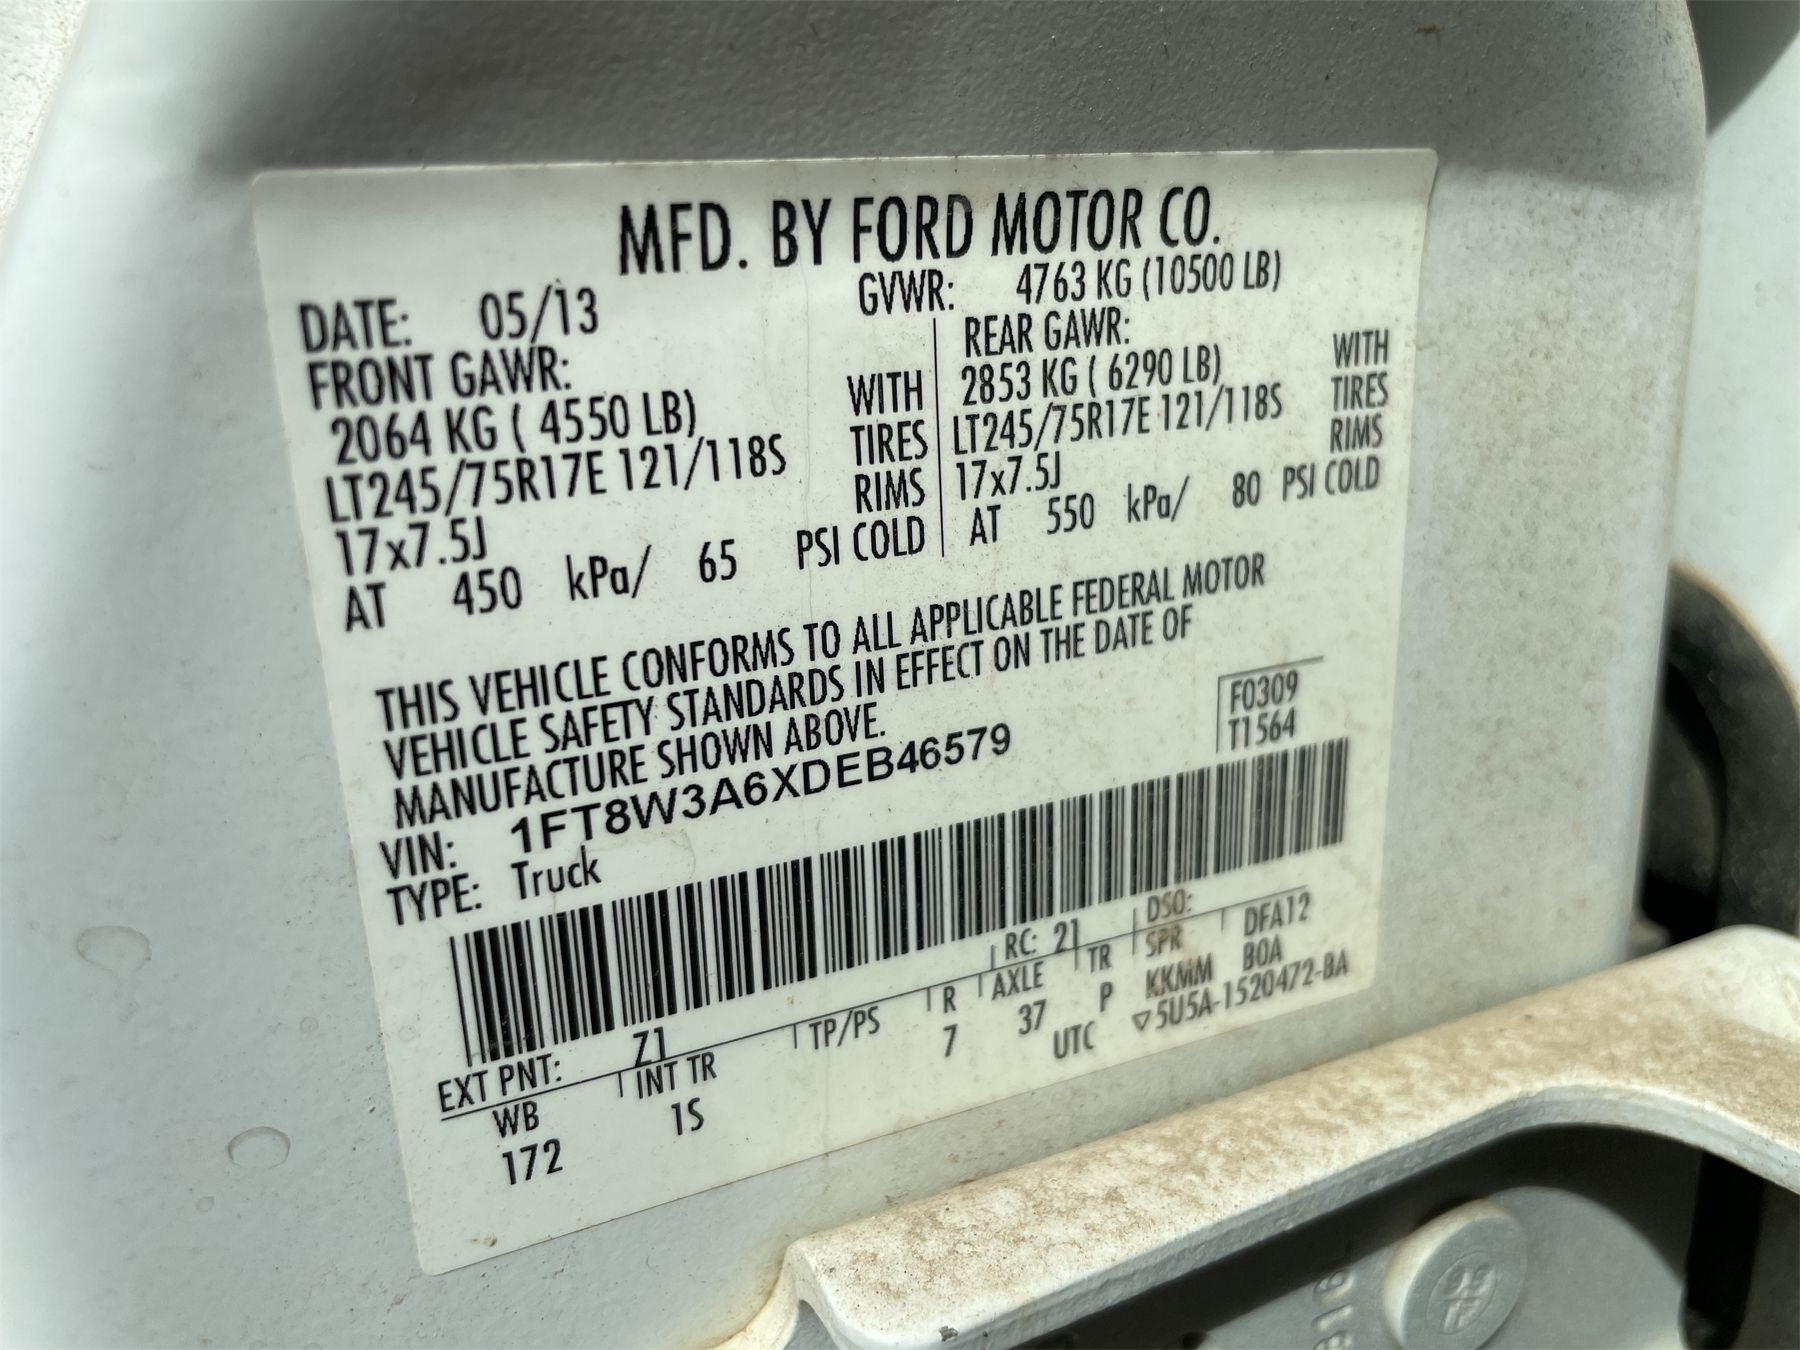 MFD. BY FORD MOTOR CO.
DATE: 05/13 GVWR: 4763 KG (10500 LB)
FRONT GAWR: REAR GAWR:
2064 KG ( 4550 LB) WITH 2853 KG ( 6290 LB) WITH
LT245/75R17E 121/118S TIRES LT245/75R17E 121/118S TIRES
17x7.5J RIMS 17x7.5J RIMS
AT 450 kPa/ 65 PSI COLD AT 550 kPa/ 80 PSI COLD
THIS VEHICLE CONFORMS TO ALL APPLICABLE FEDERAL MOTOR
VEHICLE SAFETY STANDARDS IN EFFECT ON THE DATE OF
MANUFACTURE SHOWN ABOVE.
F0309
T1564
VIN: 1FT8W3A6XDEB46579
TYPE: Truck
EXT PNT: Z1 RC: 21 DSO:
WB INT TR TP/PS R AXLE TR SPR DFA12
172 1S 7 37 P KKMM BOA
UTC ▽5U5A-1520472-BA